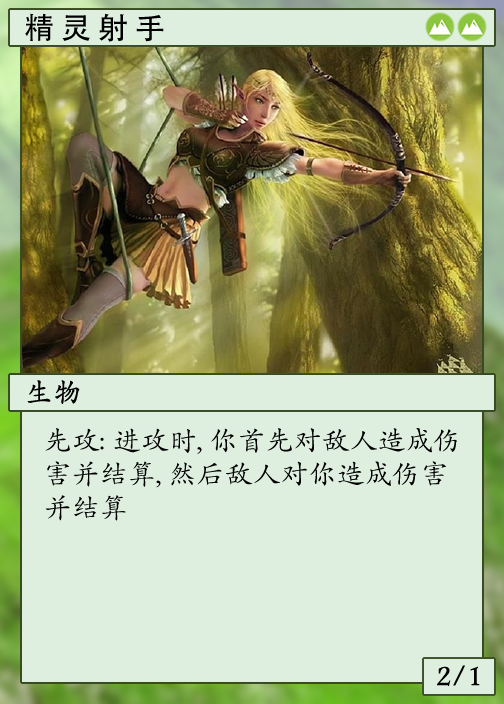 精灵射手
生物
先攻: 进攻时, 你首先对敌人造成伤
害并结算, 然后敌人对你造成伤害
并结算
2/1